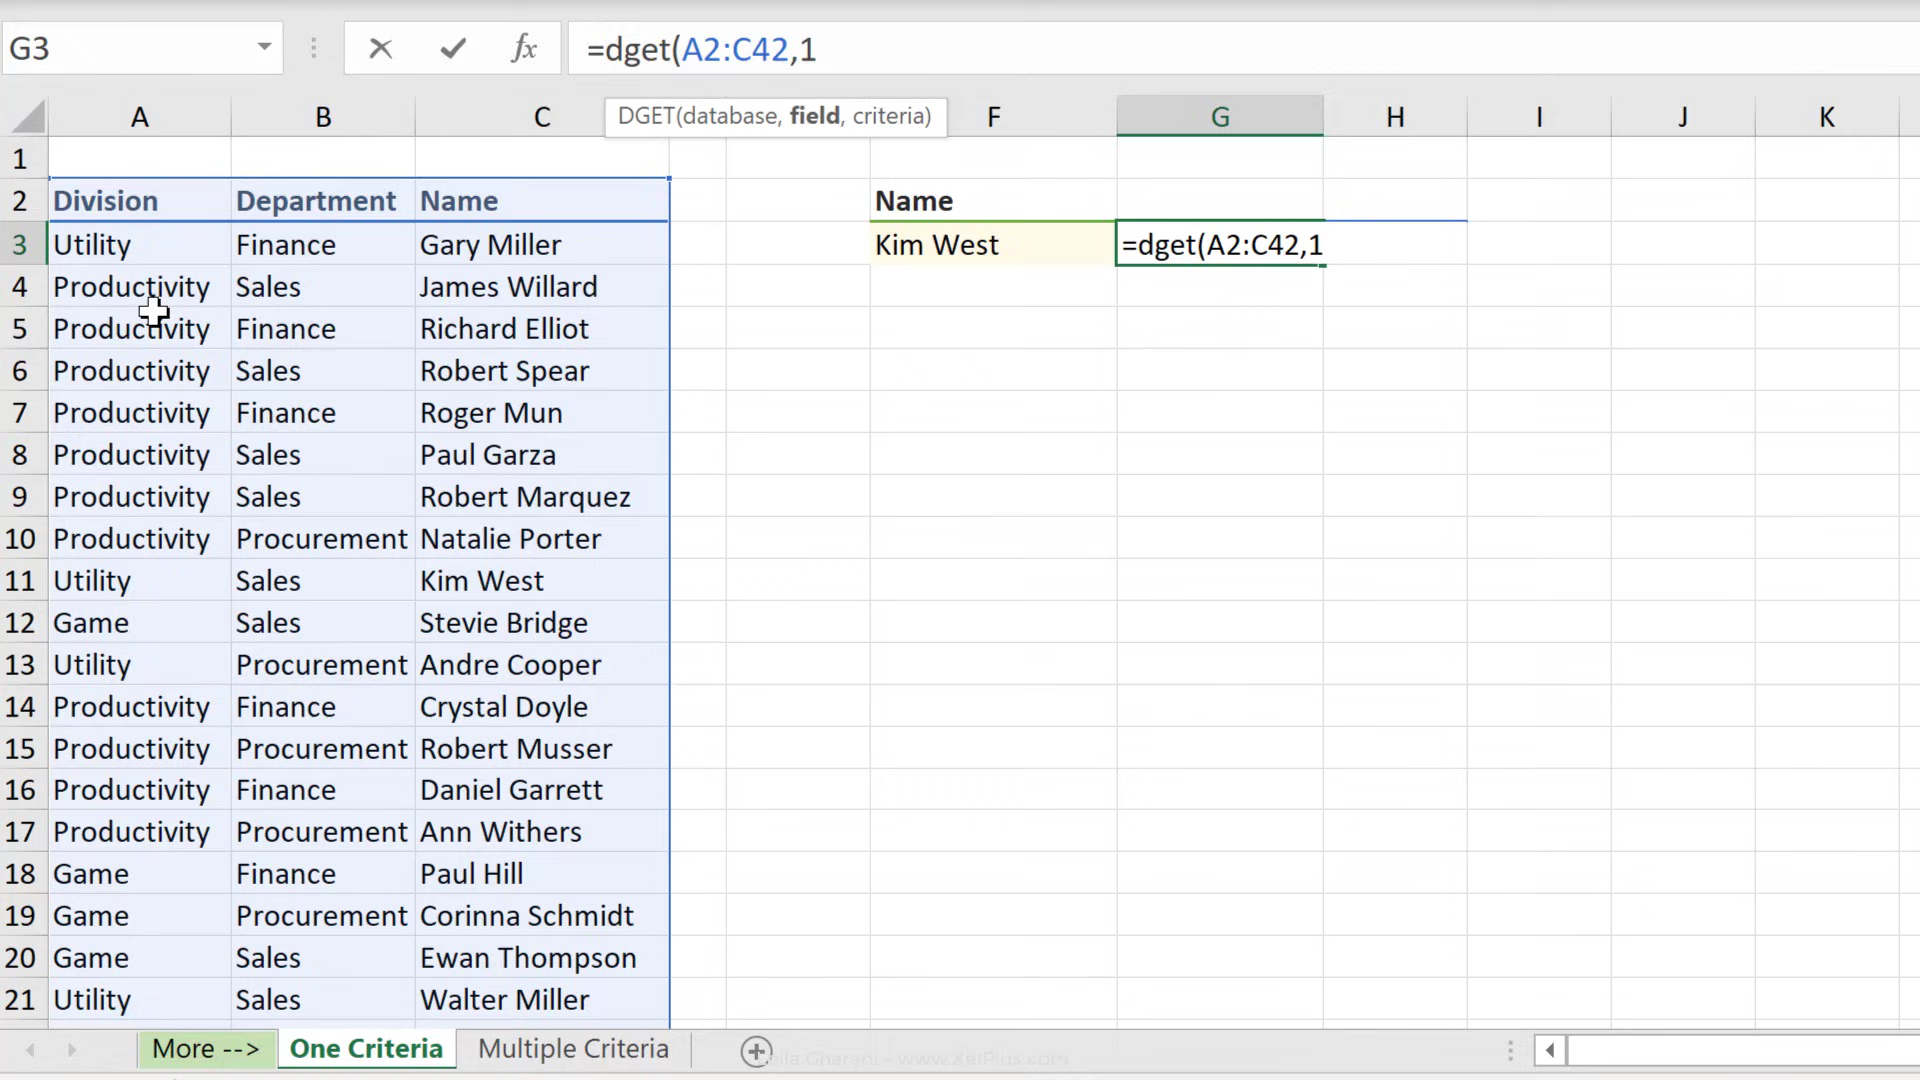 G3 fx =dget(A2:C42,1
DGET(database, field, criteria)
A B C F G H I J K
1
2 Division Department Name Name
3 Utility Finance Gary Miller Kim West =dget(A2:C42,1
4 Productivity Sales James Willard
5 Productivity Finance Richard Elliot
6 Productivity Sales Robert Spear
7 Productivity Finance Roger Mun
8 Productivity Sales Paul Garza
9 Productivity Sales Robert Marquez
10 Productivity Procurement Natalie Porter
11 Utility Sales Kim West
12 Game Sales Stevie Bridge
13 Utility Procurement Andre Cooper
14 Productivity Finance Crystal Doyle
15 Productivity Procurement Robert Musser
16 Productivity Finance Daniel Garrett
17 Productivity Procurement Ann Withers
18 Game Finance Paul Hill
19 Game Procurement Corinna Schmidt
20 Game Sales Ewan Thompson
21 Utility Sales Walter Miller
More --> One Criteria Multiple Criteria
Gharani - www.XelPlus.com